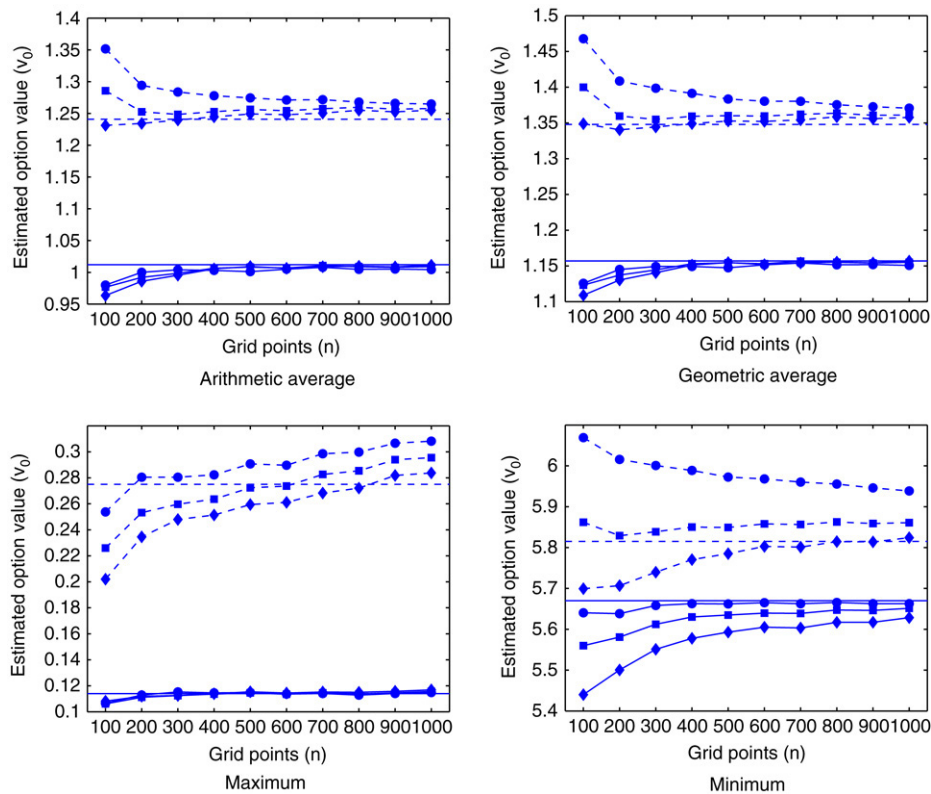 1.4
1.35
1.3
1.25
1.2
1.15
1.1
1.05
1
0.95
Estimated option value (v0)
100 200 300 400 500 600 700 800 9001000
Grid points (n)
Arithmetic average
1.5
1.45
1.4
1.35
1.3
1.25
1.2
1.15
1.1
Estimated option value (v0)
100 200 300 400 500 600 700 800 9001000
Grid points (n)
Geometric average
0.3
0.28
0.26
0.24
0.22
0.2
0.18
0.16
0.14
0.12
0.1
Estimated option value (v0)
100 200 300 400 500 600 700 800 9001000
Grid points (n)
Maximum
6
5.9
5.8
5.7
5.6
5.5
5.4
Estimated option value (v0)
100 200 300 400 500 600 700 800 9001000
Grid points (n)
Minimum